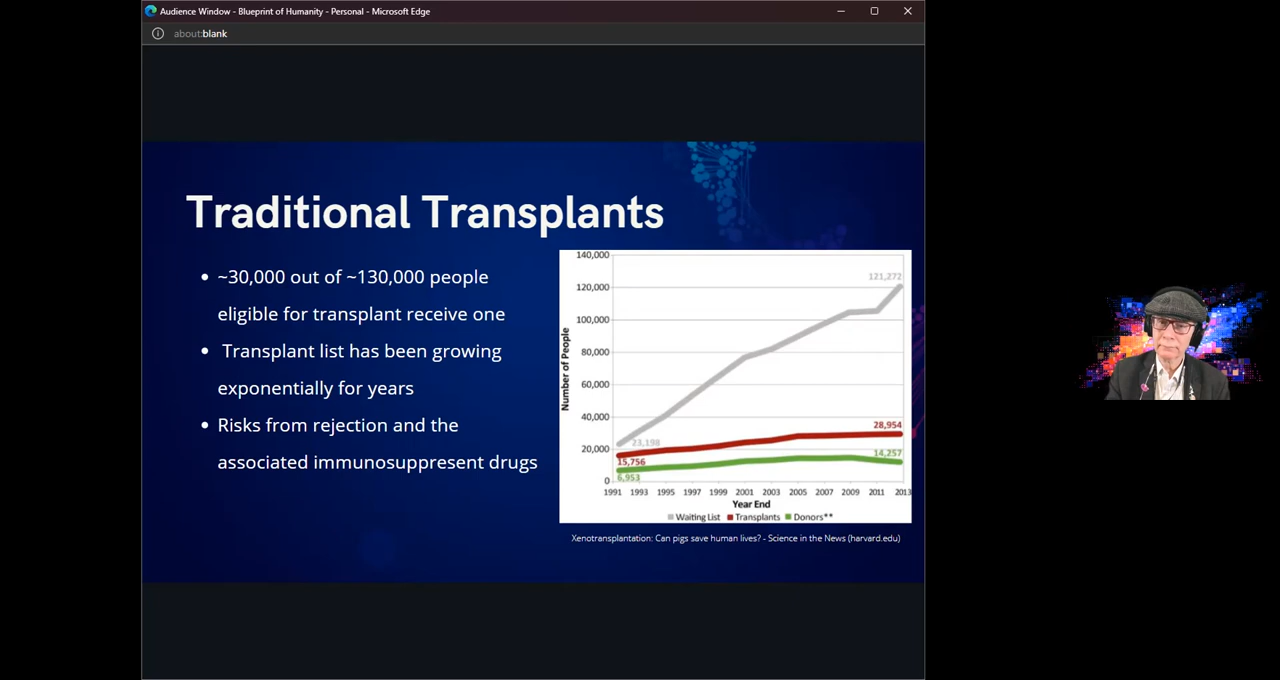 Audience Window - Blueprint of Humanity - Personal - Microsoft Edge
about:blank
Traditional Transplants
• ~30,000 out of ~130,000 people
eligible for transplant receive one
• Transplant list has been growing
exponentially for years
• Risks from rejection and the
associated immunosuppresent drugs
Number of People
140,000
120,000
100,000
80,000
60,000
40,000
20,000
0
121,272
23,198
28,954
15,756
14,257
6,953
1991 1993 1995 1997 1999 2001 2003 2005 2007 2009 2011 2013
Year End
Waiting List Transplants Donors**
Xenotransplantation: Can pigs save human lives? - Science in the News (harvard.edu)